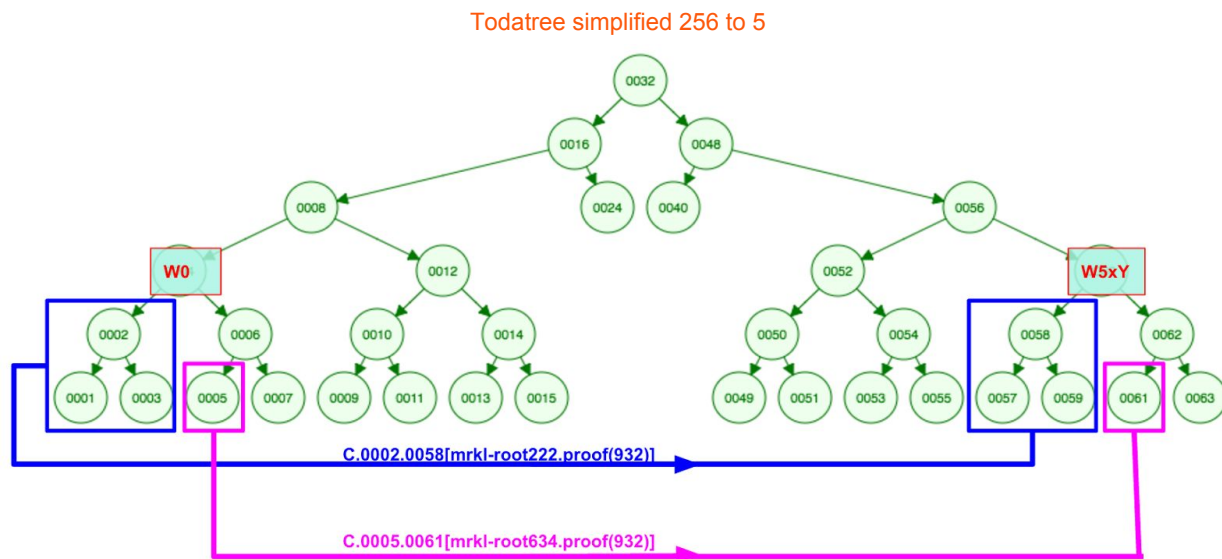 Todatree simplified 256 to 5
0032
0016 0048
0008 0024 0040 0056
W0 0012 0052 W5xY
0002 0006 0010 0014 0050 0054 0058 0062
0001 0003 0005 0007 0009 0011 0013 0015 0049 0051 0053 0055 0057 0059 0061 0063
C.0002.0058[mrkl-root222.proof(932)]
C.0005.0061[mrkl-root634.proof(932)]